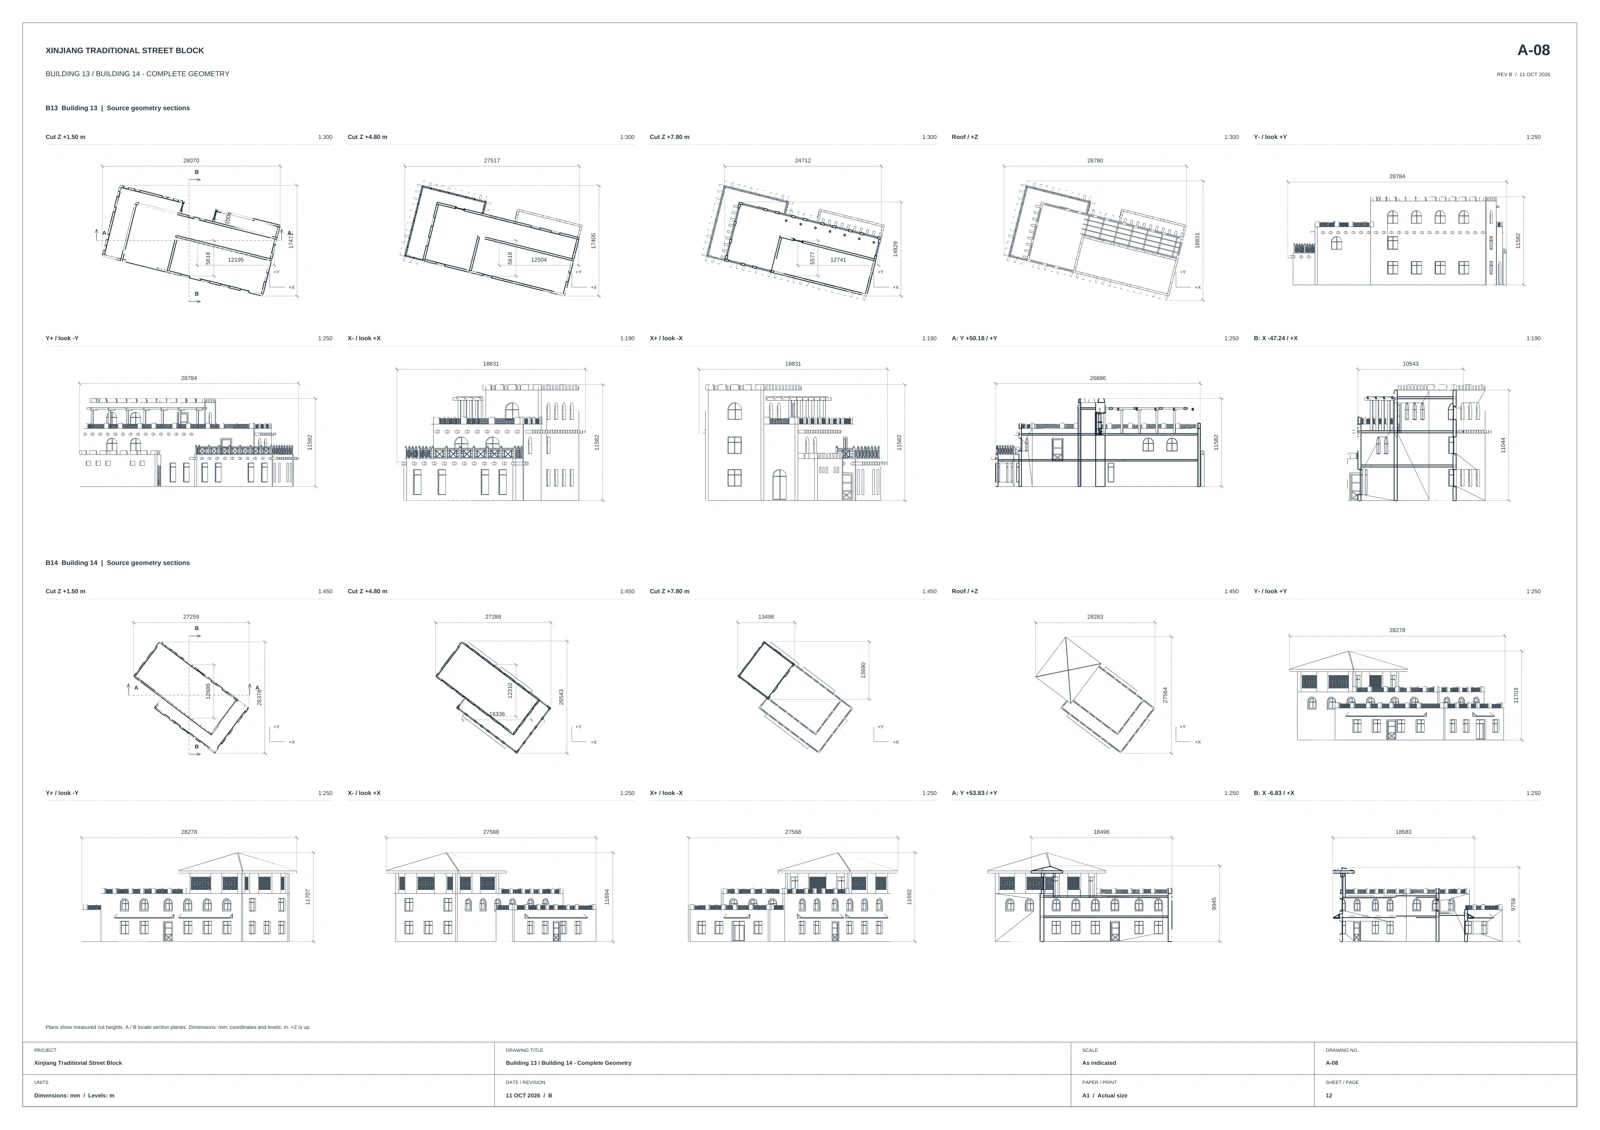 XINJIANG TRADITIONAL STREET BLOCK
A-08
BUILDING 13 / BUILDING 14 - COMPLETE GEOMETRY
REV B / 11 OCT 2026
B13 Building 13 | Source geometry sections
Cut Z +1.50 m 1:300
28070
B
A
A
17477
5618
12195
B
+Y
+X
Cut Z +4.80 m 1:300
27517
17405
5618
12504
+Y
+X
Cut Z +7.80 m 1:300
24712
14829
5577
12741
+Y
+X
Roof / +Z 1:300
28780
18831
+Y
+X
Y- / look +Y 1:250
28784
11582
Y+ / look -Y 1:250
28784
11582
X- / look +X 1:190
18831
11582
X+ / look -X 1:190
18831
11582
A: Y +50.18 / +Y 1:250
26886
11582
B: X -47.24 / +X 1:190
10543
11044
B14 Building 14 | Source geometry sections
Cut Z +1.50 m 1:450
27259
B
A
A
B
+Y
+X
Cut Z +4.80 m 1:450
27289
12310
26543
16336
+Y
+X
Cut Z +7.80 m 1:450
13498
13690
+Y
+X
Roof / +Z 1:450
28283
27564
+Y
+X
Y- / look +Y 1:250
28278
11703
Y+ / look -Y 1:250
28278
11707
X- / look +X 1:250
27568
11694
X+ / look -X 1:250
27568
11692
A: Y +53.83 / +Y 1:250
18496
9945
B: X -6.83 / +X 1:250
18583
9758
Plans show measured cut heights. A / B locate section planes. Dimensions: mm; coordinates and levels: m. +Z is up.
PROJECT
Xinjiang Traditional Street Block
DRAWING TITLE
Building 13 / Building 14 - Complete Geometry
SCALE
As indicated
DRAWING NO.
A-08
UNITS
Dimensions: mm / Levels: m
DATE / REVISION
11 OCT 2026 / B
PAPER / PRINT
A1 / Actual size
SHEET / PAGE
12